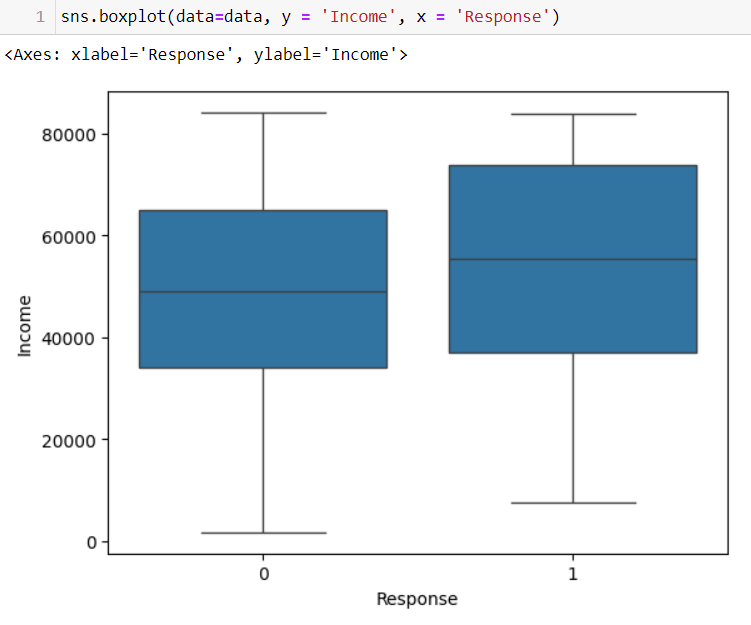 1 sns.boxplot(data=data, y = 'Income', x = 'Response')
<Axes: xlabel='Response', ylabel='Income'>
80000
60000
40000
20000
0
Income
0 1
Response